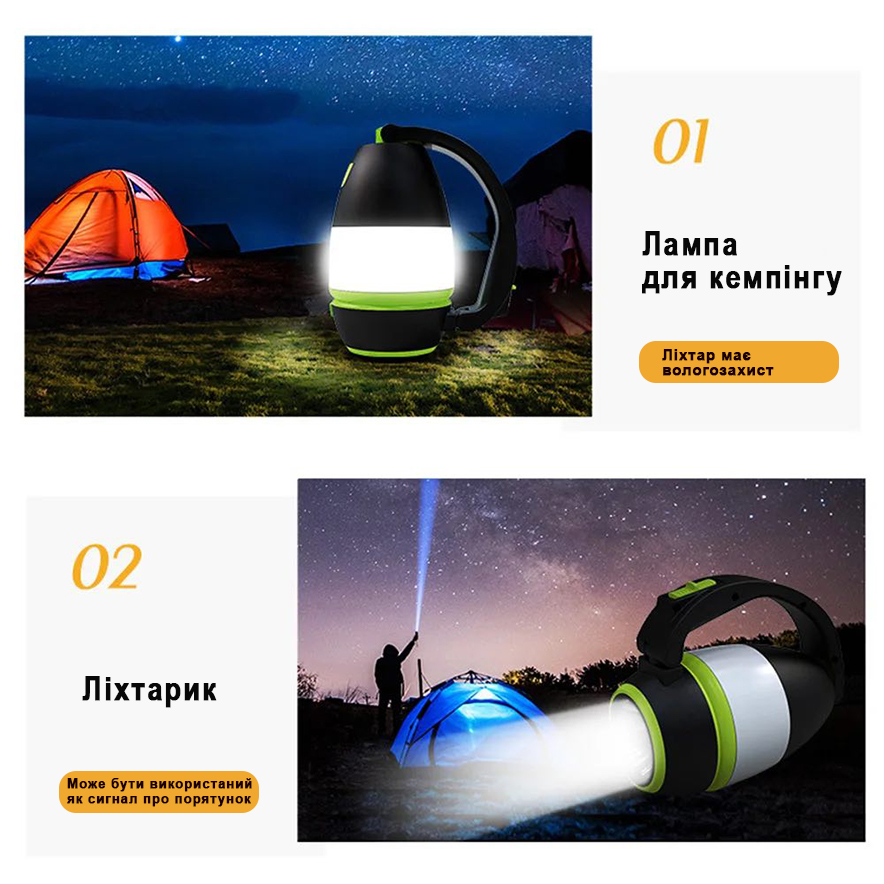 01
Лампа
для кемпінгу
Ліхтар має
вологозахист
02
Ліхтарик
Може бути використаний
як сигнал про порятунок